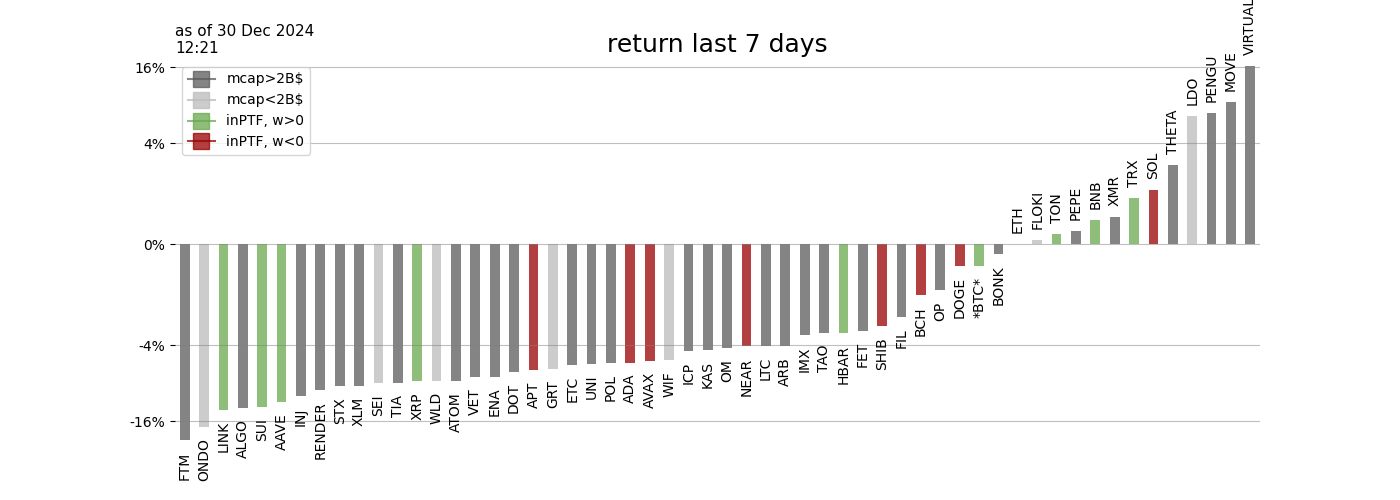 as of 30 Dec 2024
12:21
return last 7 days
mcap>2B$
mcap<2B$
inPTF, w>0
inPTF, w<0
16%
4%
0%
-4%
-16%
FTM
ONDO
LINK
ALGO
SUI
AAVE
INJ
RENDER
STX
XLM
SEI
TIA
XRP
WLD
ATOM
VET
ENA
DOT
APT
GRT
ETC
UNI
POL
ADA
AVAX
WIF
ICP
KAS
OM
NEAR
LTC
ARB
IMX
TAO
HBAR
FET
SHIB
FIL
BCH
OP
DOGE
*BTC*
BONK
ETH
FLOKI
TON
PEPE
BNB
XMR
TRX
SOL
THETA
LDO
PENGU
MOVE
VIRTUAL